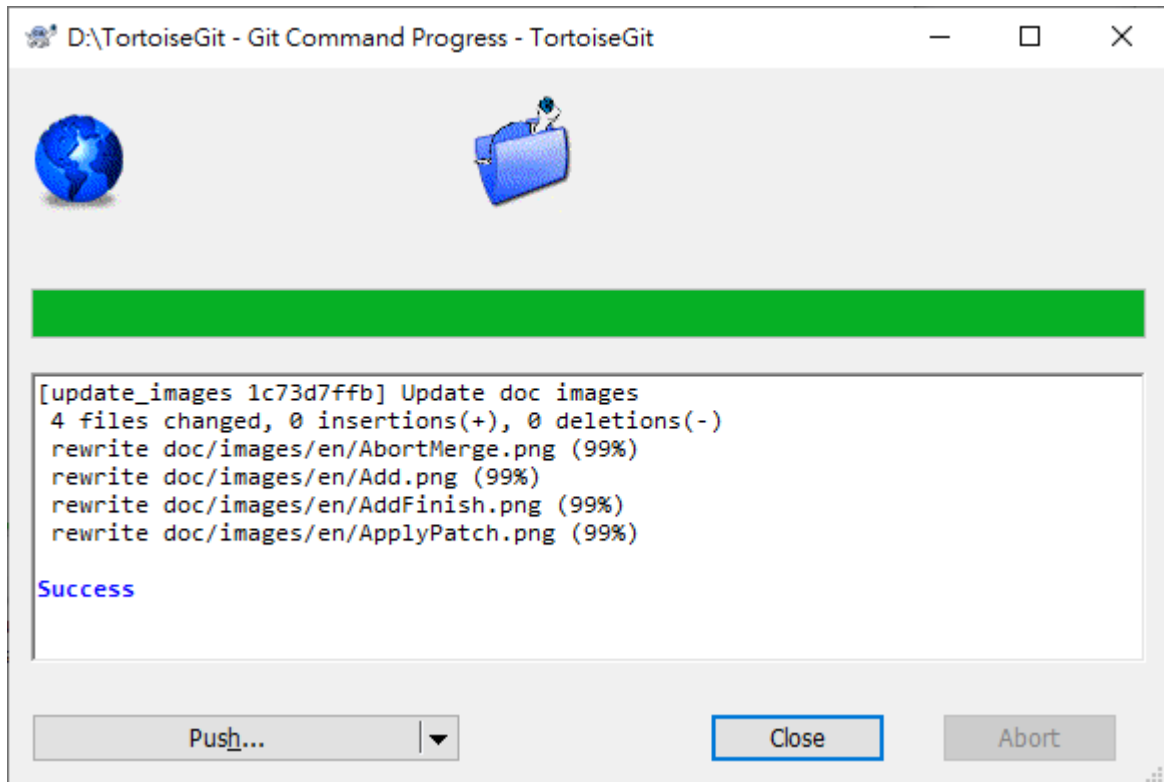 D:\TortoiseGit - Git Command Progress - TortoiseGit
[update_images 1c73d7ffb] Update doc images
4 files changed, 0 insertions(+), 0 deletions(-)
rewrite doc/images/en/AbortMerge.png (99%)
rewrite doc/images/en/Add.png (99%)
rewrite doc/images/en/AddFinish.png (99%)
rewrite doc/images/en/ApplyPatch.png (99%)
Success
Push... Close Abort